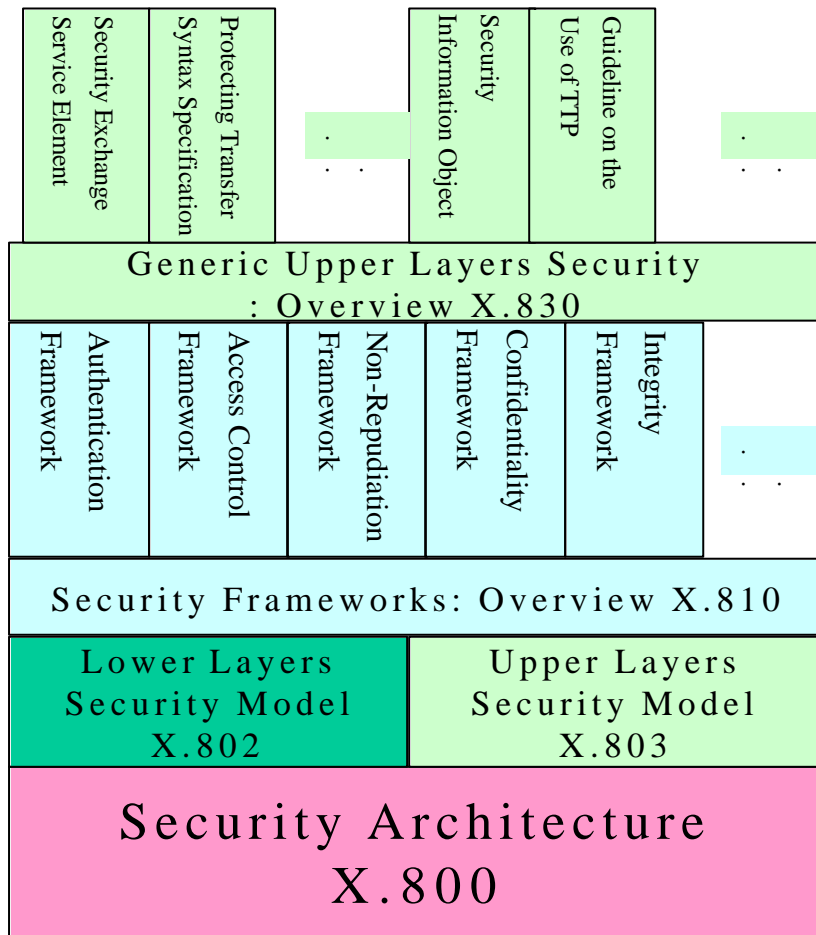 Security Exchange
Service Element
Protecting Transfer
Syntax Specification
. . .
Security
Information Object
Guideline on the
Use of TTP
. . .
Generic Upper Layers Security
: Overview X.830
Authentication
Framework
Access Control
Framework
Non-Repudiation
Framework
Confidentiality
Framework
Integrity
Framework
. . .
Security Frameworks: Overview X.810
Lower Layers
Security Model
X.802
Upper Layers
Security Model
X.803
Security Architecture
X.800